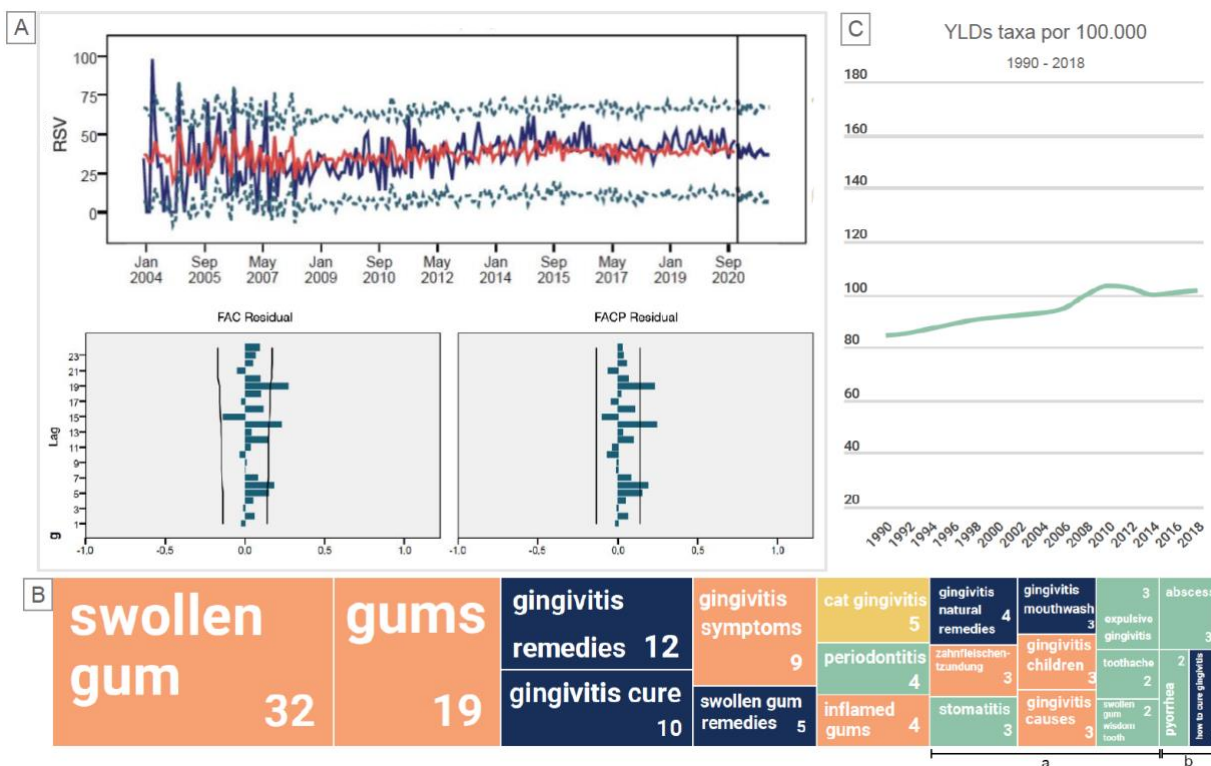 A
RSV
100
75
50
25
0
Jan 2004
Sep 2005
May 2007
Jan 2009
Sep 2010
May 2012
Jan 2014
Sep 2015
May 2017
Jan 2019
Sep 2020
FAC Residual
Lag
g
23
21
19
17
15
13
11
9
7
5
3
1
-1.0
-0.5
0.0
0.5
1.0
FACP Residual
-1.0
-0.5
0.0
0.5
1.0
C
YLDs taxa por 100.000
1990 - 2018
180
160
140
120
100
80
60
40
20
1990
1992
1994
1996
1998
2000
2002
2004
2006
2008
2010
2012
2014
2016
2018
B
swollen
gum
32
gums
19
gingivitis
remedies 12
gingivitis cure
10
gingivitis
symptoms
9
swollen gum
remedies 5
cat gingivitis
5
periodontitis
4
inflamed
gums 4
gingivitis
natural
remedies 4
zahnfleischen-
tzundung 3
stomatitis
3
gingivitis
mouthwash
3
gingivitis
children
3
gingivitis
causes 3
3
expulsive
gingivitis
toothache
2
swollen
gum 2
wisdom
tooth
abscess
3
2
pyorrhea
how to cure gingivitis
a
b